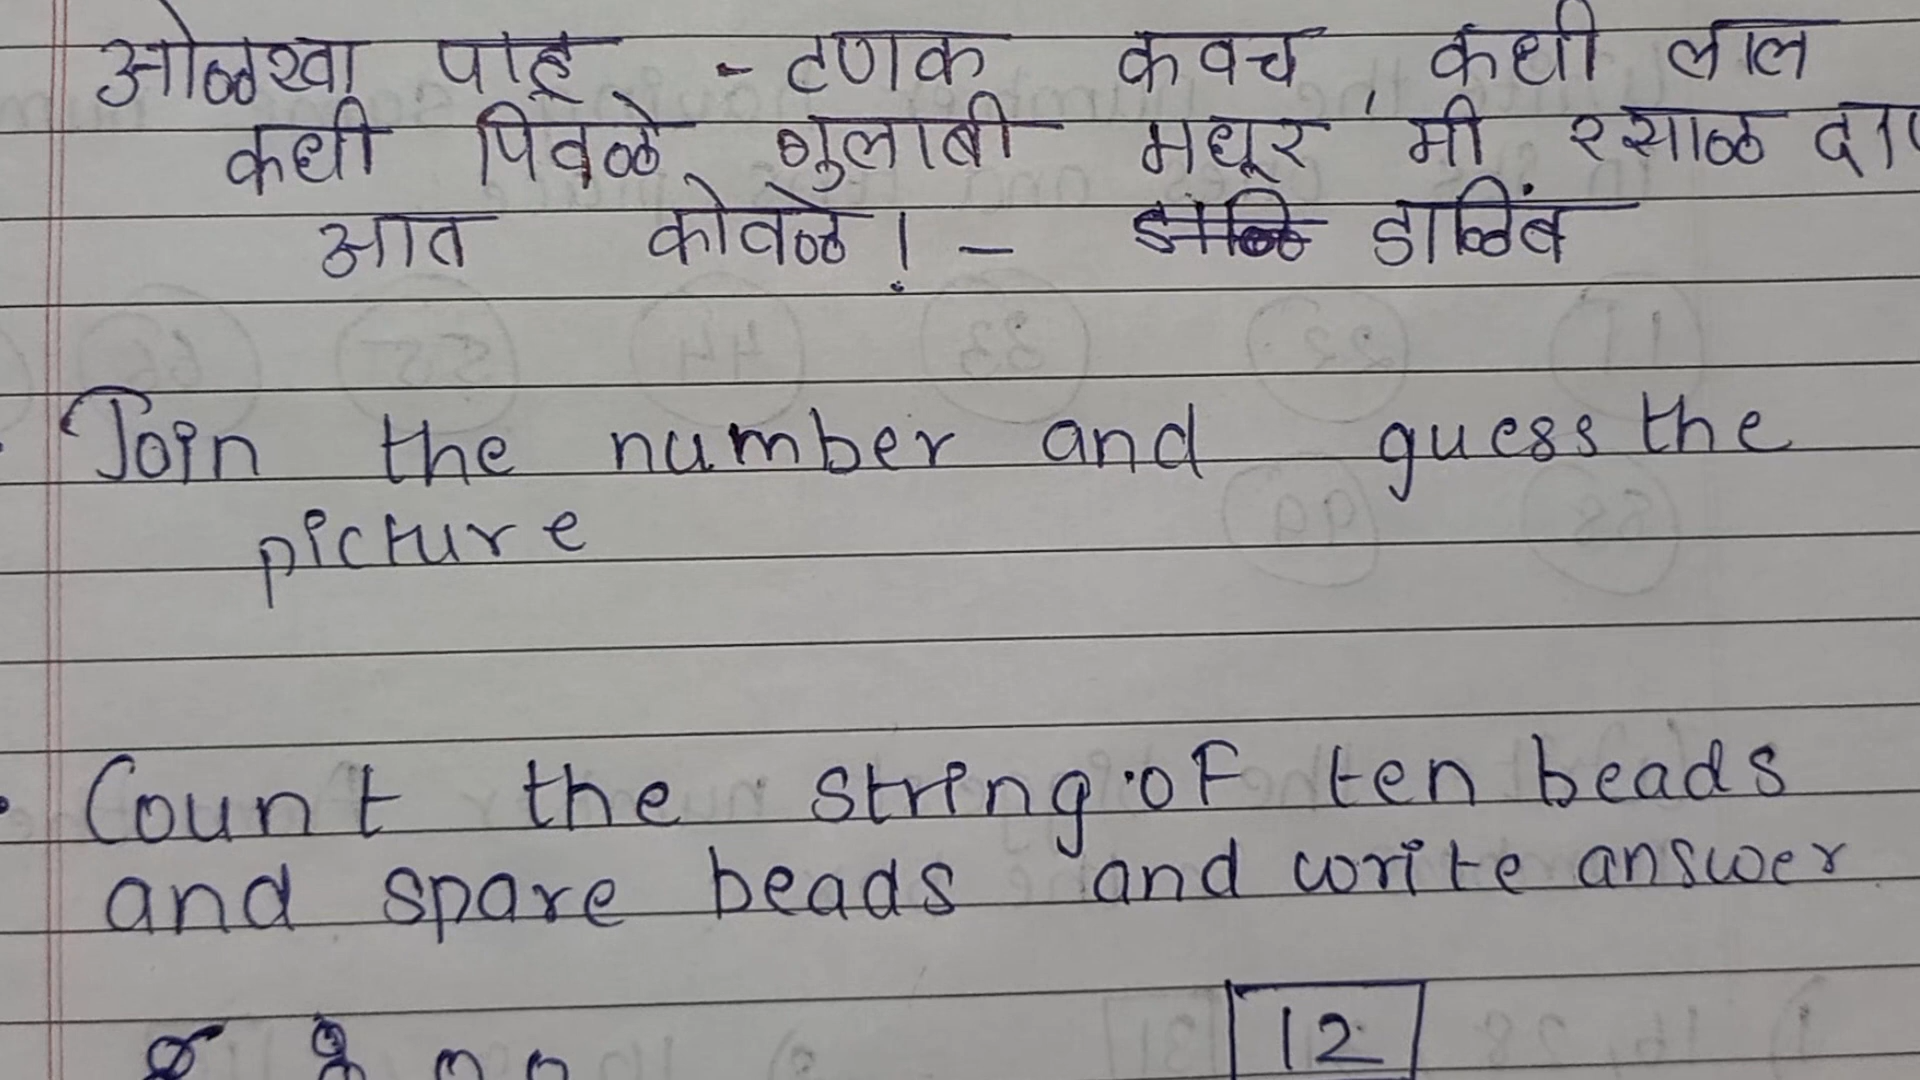 ओळखा पाहू - टणक कवच, कधी लाल
कधी पिवळे गुलाबी मधूर मी रसाळ
आत कोवळे! - डाळिंब
Join the number and guess the
picture
Count the string of ten beads
and spare beads and write answer
12